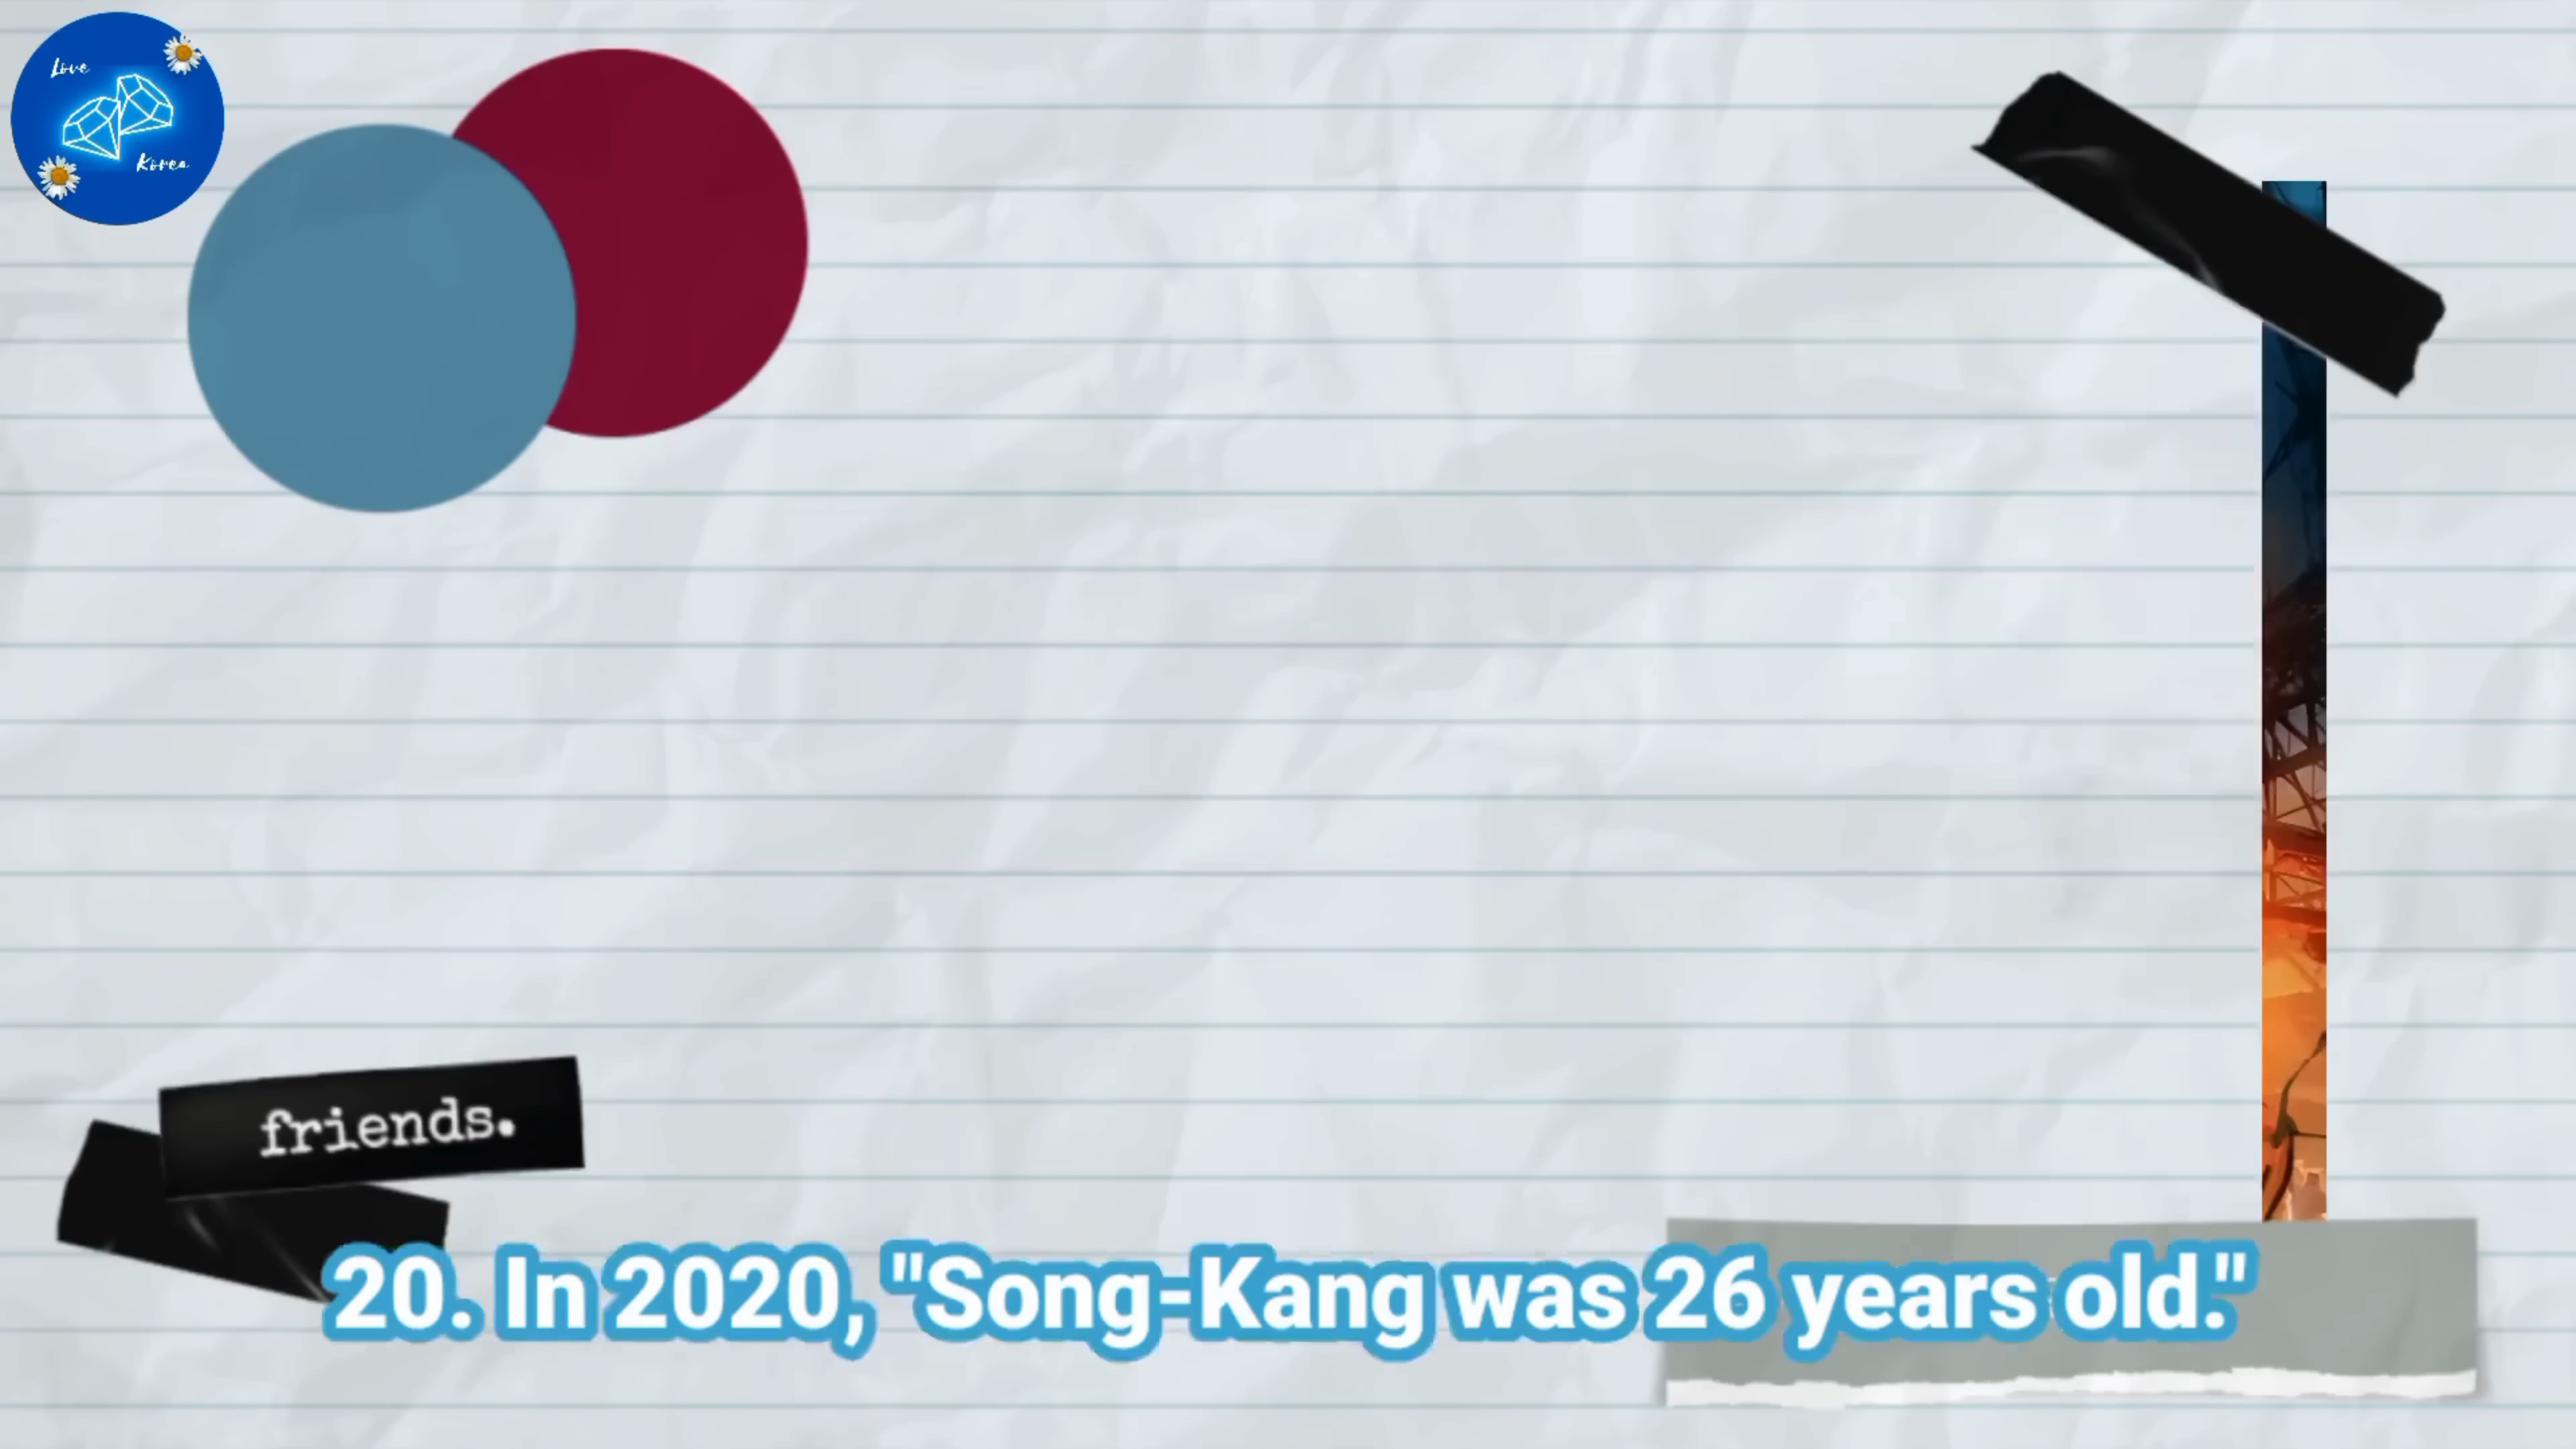 Love
Korea
friends.
20. In 2020, "Song-Kang was 26 years old."